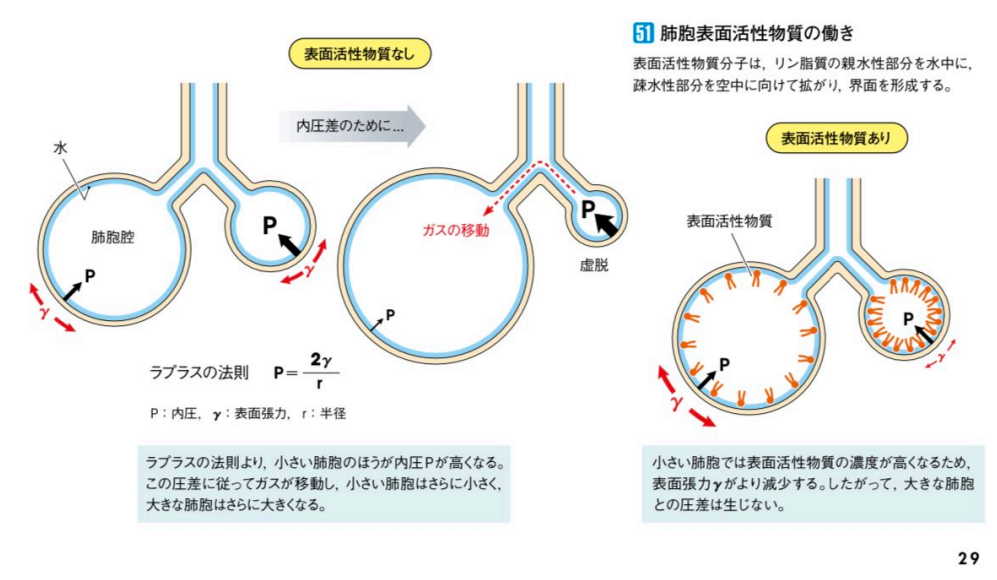 51 肺胞表面活性物質の働き
表面活性物質分子は，リン脂質の親水性部分を水中に，
疎水性部分を空中に向けて拡がり，界面を形成する。
表面活性物質なし
内圧差のために…
水
肺胞腔
P
γ
P
γ
ガスの移動
P
P
虚脱
ラプラスの法則 P=2γ/r
P：内圧，γ：表面張力，r：半径
ラプラスの法則より，小さい肺胞のほうが内圧Pが高くなる。
この圧差に従ってガスが移動し，小さい肺胞はさらに小さく，
大きな肺胞はさらに大きくなる。
表面活性物質あり
表面活性物質
P
γ
P
γ
小さい肺胞では表面活性物質の濃度が高くなるため，
表面張力γがより減少する。したがって，大きな肺胞
との圧差は生じない。
29